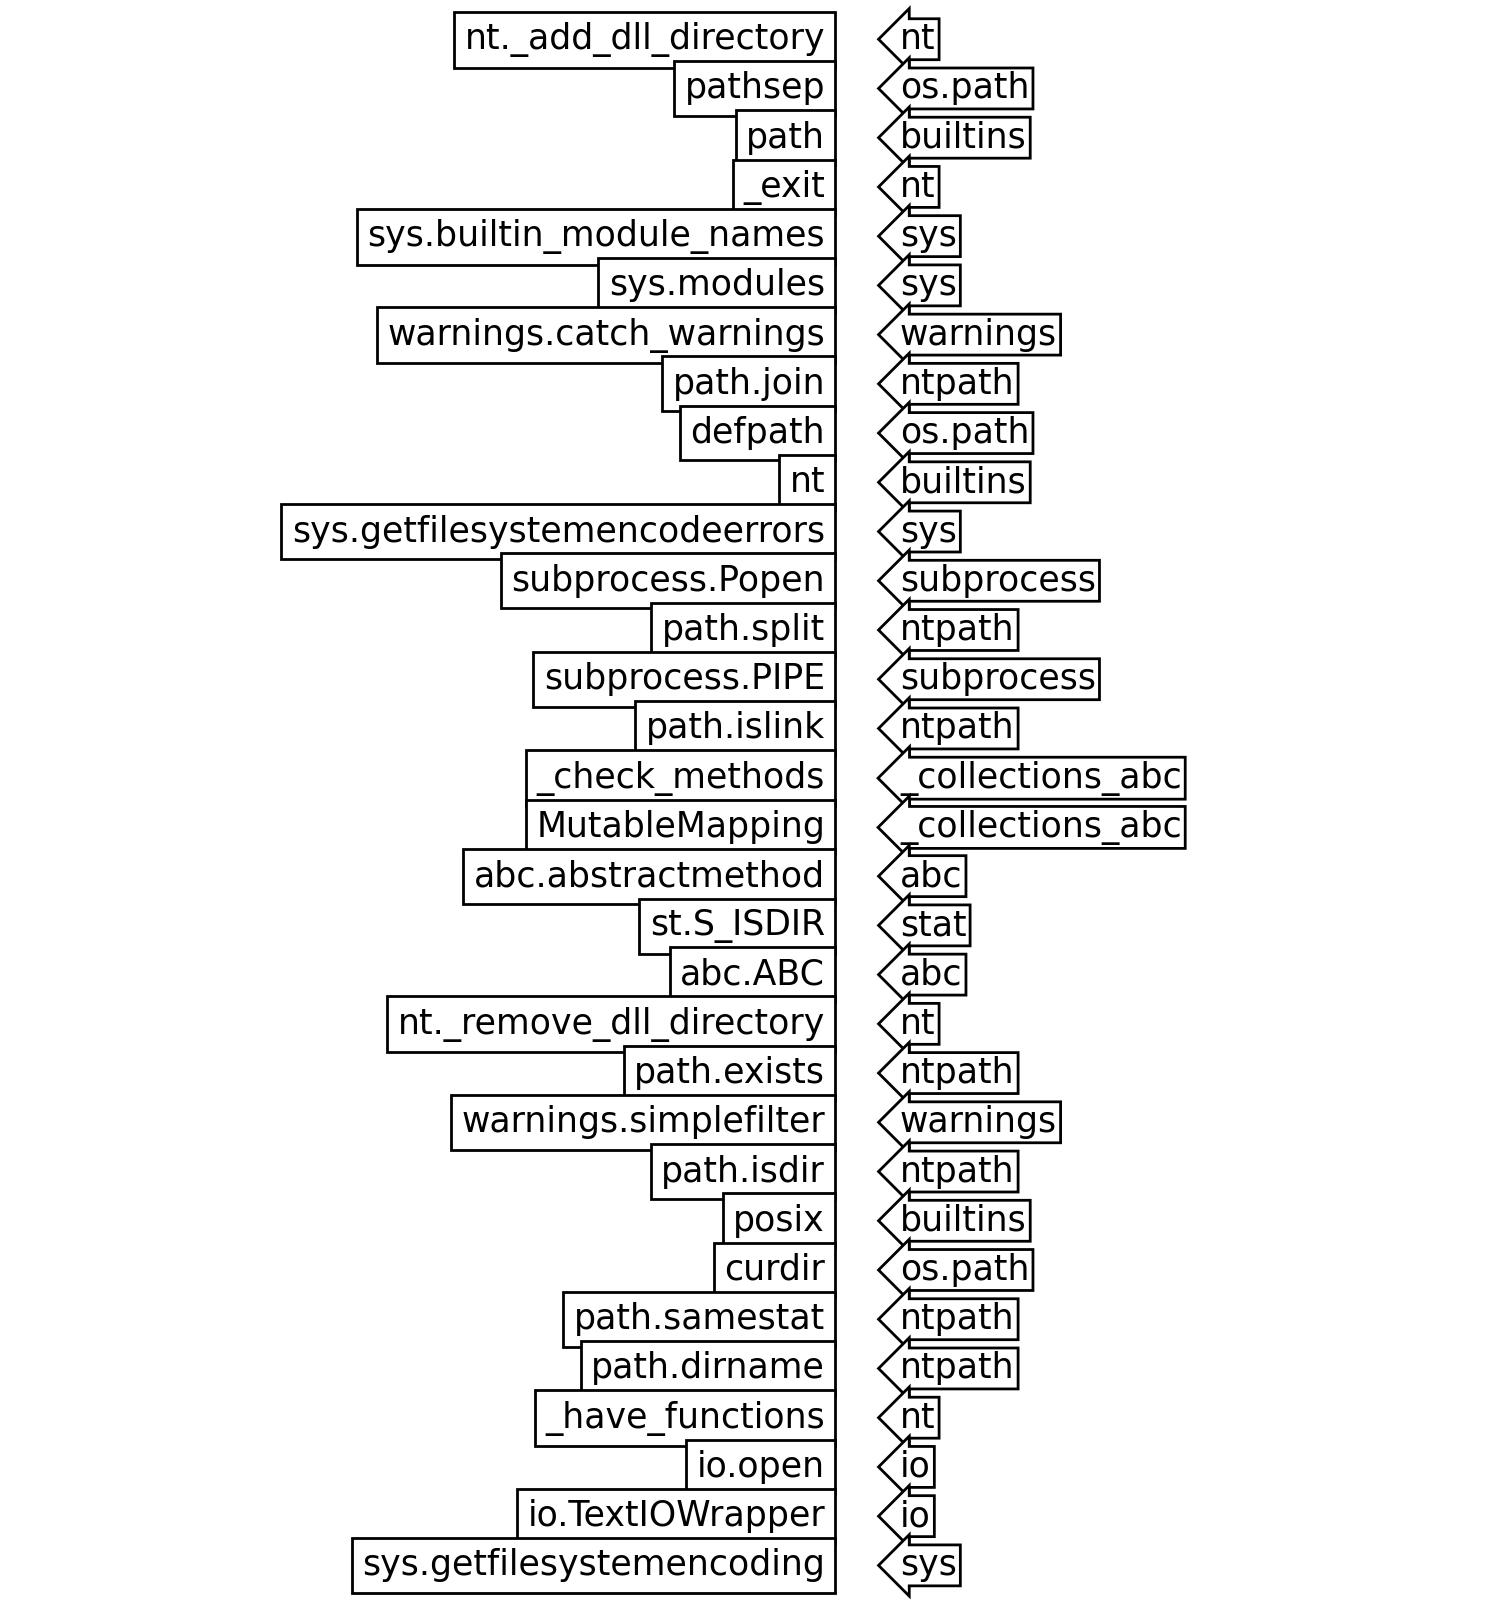 nt._add_dll_directory nt
pathsep os.path
path builtins
_exit nt
sys.builtin_module_names sys
sys.modules sys
warnings.catch_warnings warnings
path.join ntpath
defpath os.path
nt builtins
sys.getfilesystemencodeerrors sys
subprocess.Popen subprocess
path.split ntpath
subprocess.PIPE subprocess
path.islink ntpath
_check_methods _collections_abc
MutableMapping _collections_abc
abc.abstractmethod abc
st.S_ISDIR stat
abc.ABC abc
nt._remove_dll_directory nt
path.exists ntpath
warnings.simplefilter warnings
path.isdir ntpath
posix builtins
curdir os.path
path.samestat ntpath
path.dirname ntpath
_have_functions nt
io.open io
io.TextIOWrapper io
sys.getfilesystemencoding sys